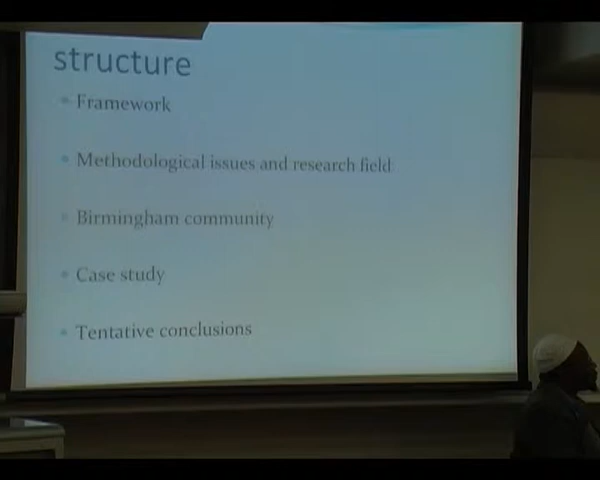 structure
Framework
Methodological issues and research field
Birmingham community
Case study
Tentative conclusions